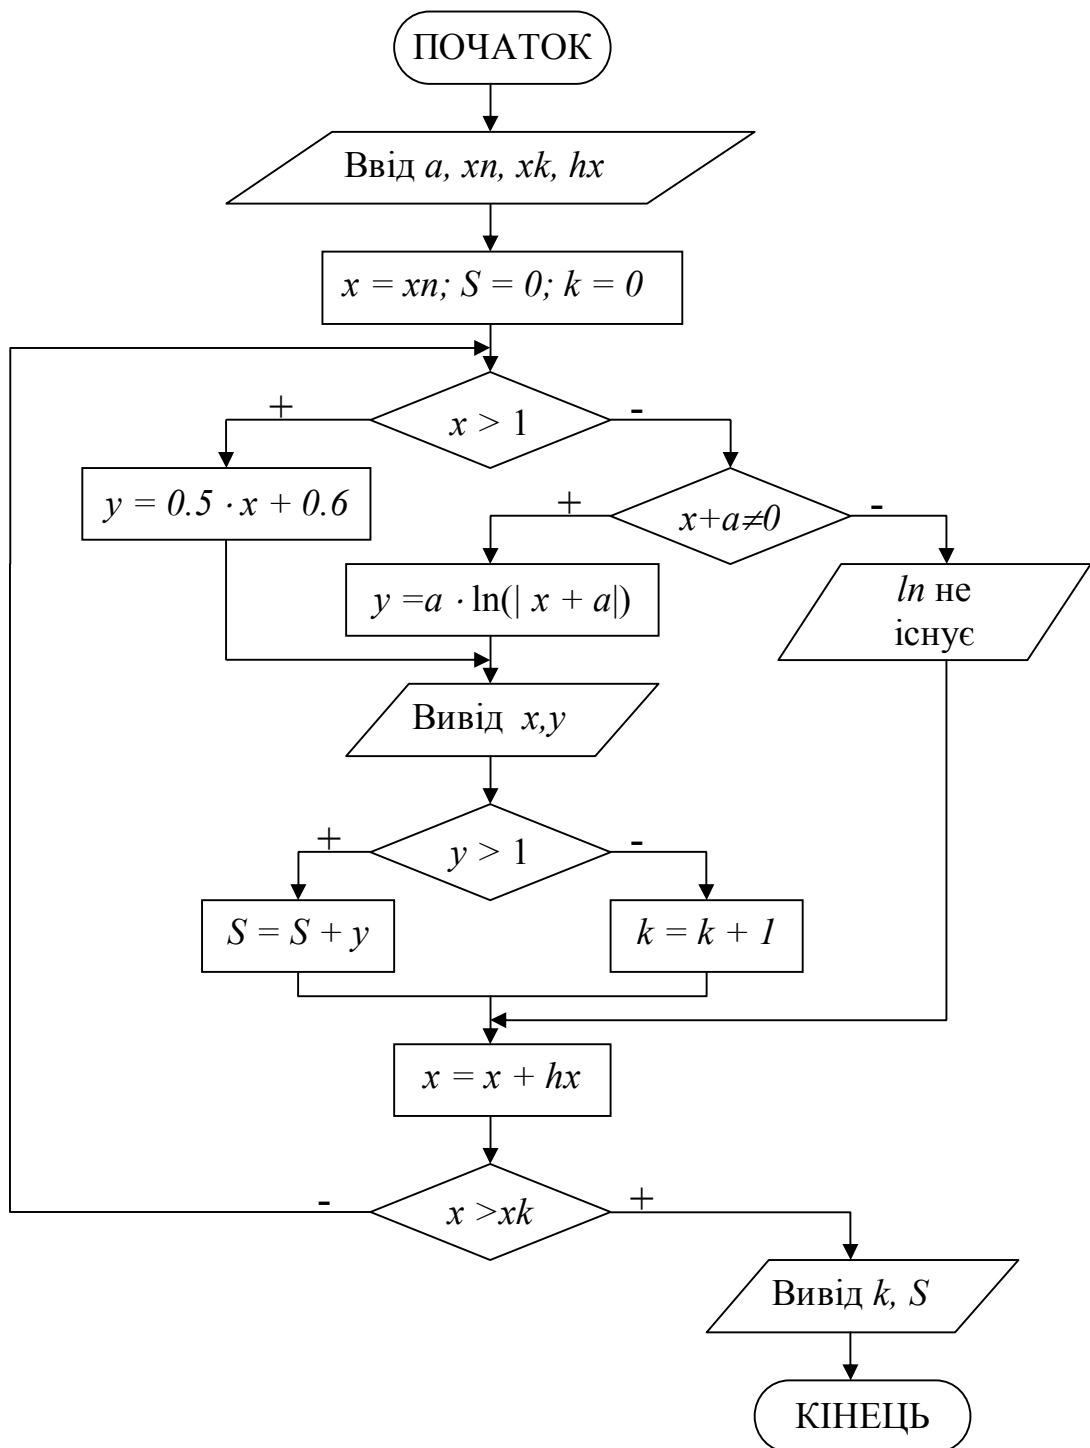 ПОЧАТОК
Ввід a, xn, xk, hx
x = xn; S = 0; k = 0
x > 1
+
-
y = 0.5 · x + 0.6
x+a≠0
+
-
y =a · ln(| x + a|)
ln не
існує
Вивід x,y
y > 1
+
-
S = S + y
k = k + 1
x = x + hx
x >xk
-
+
Вивід k, S
КІНЕЦЬ